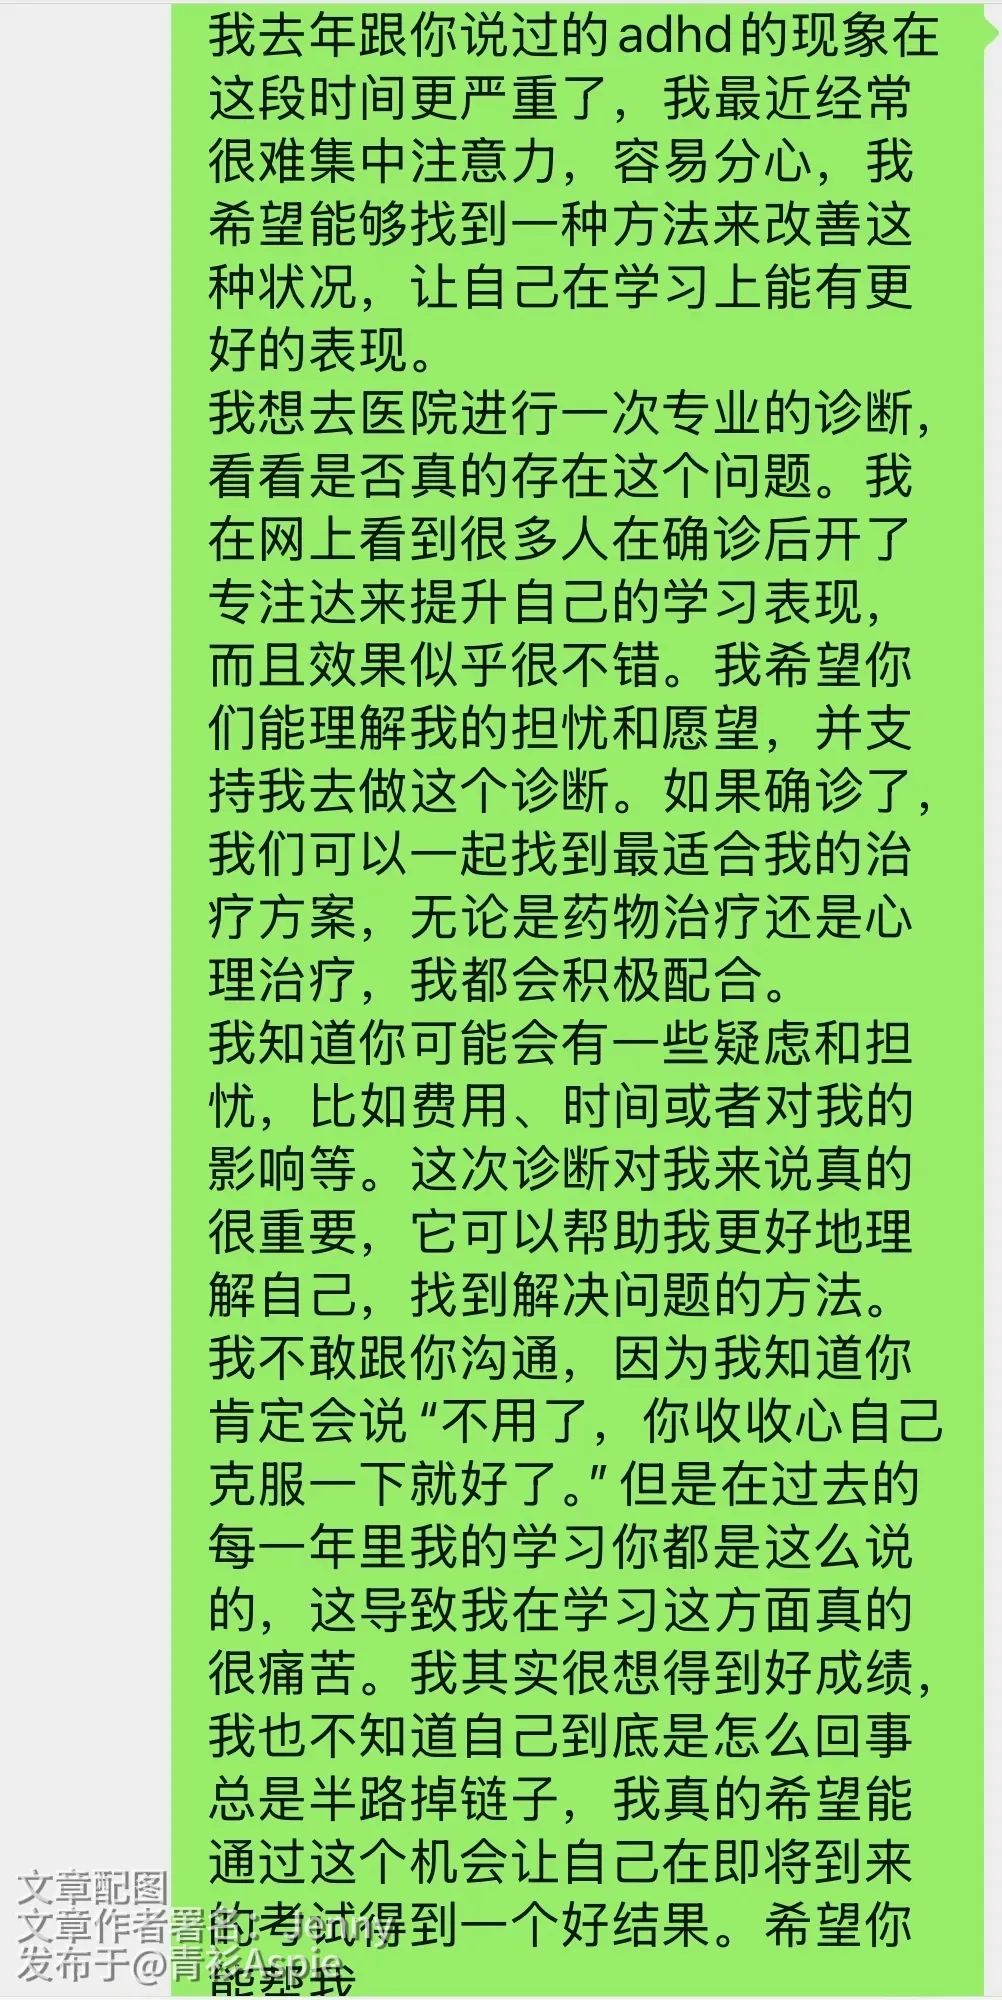 我去年跟你说过的adhd的现象在
这段时间更严重了，我最近经常
很难集中注意力，容易分心，我
希望能够找到一种方法来改善这
种状况，让自己在学习上能有更
好的表现。
我想去医院进行一次专业的诊断，
看看是否真的存在这个问题。我
在网上看到很多人在确诊后开了
专注达来提升自己的学习表现，
而且效果似乎很不错。我希望你
们能理解我的担忧和愿望，并支
持我去做这个诊断。如果确诊了，
我们可以一起找到最适合我的治
疗方案，无论是药物治疗还是心
理治疗，我都会积极配合。
我知道你可能会有一些疑虑和担
忧，比如费用、时间或者对我的
影响等。这次诊断对我来说真的
很重要，它可以帮助我更好地理
解自己，找到解决问题的方法。
我不敢跟你沟通，因为我知道你
肯定会说“不用了，你收收心自己
克服一下就好了。”但是在过去的
每一年里我的学习你都是这么说
的，这导致我在学习这方面真的
很痛苦。我其实很想得到好成绩，
我也不知道自己到底是怎么回事
总是半路掉链子，我真的希望能
通过这个机会让自己在即将到来
的考试得到一个好结果。希望你
能帮我
文章配图
文章作者署名：Jenny
发布于@青衫Aspie